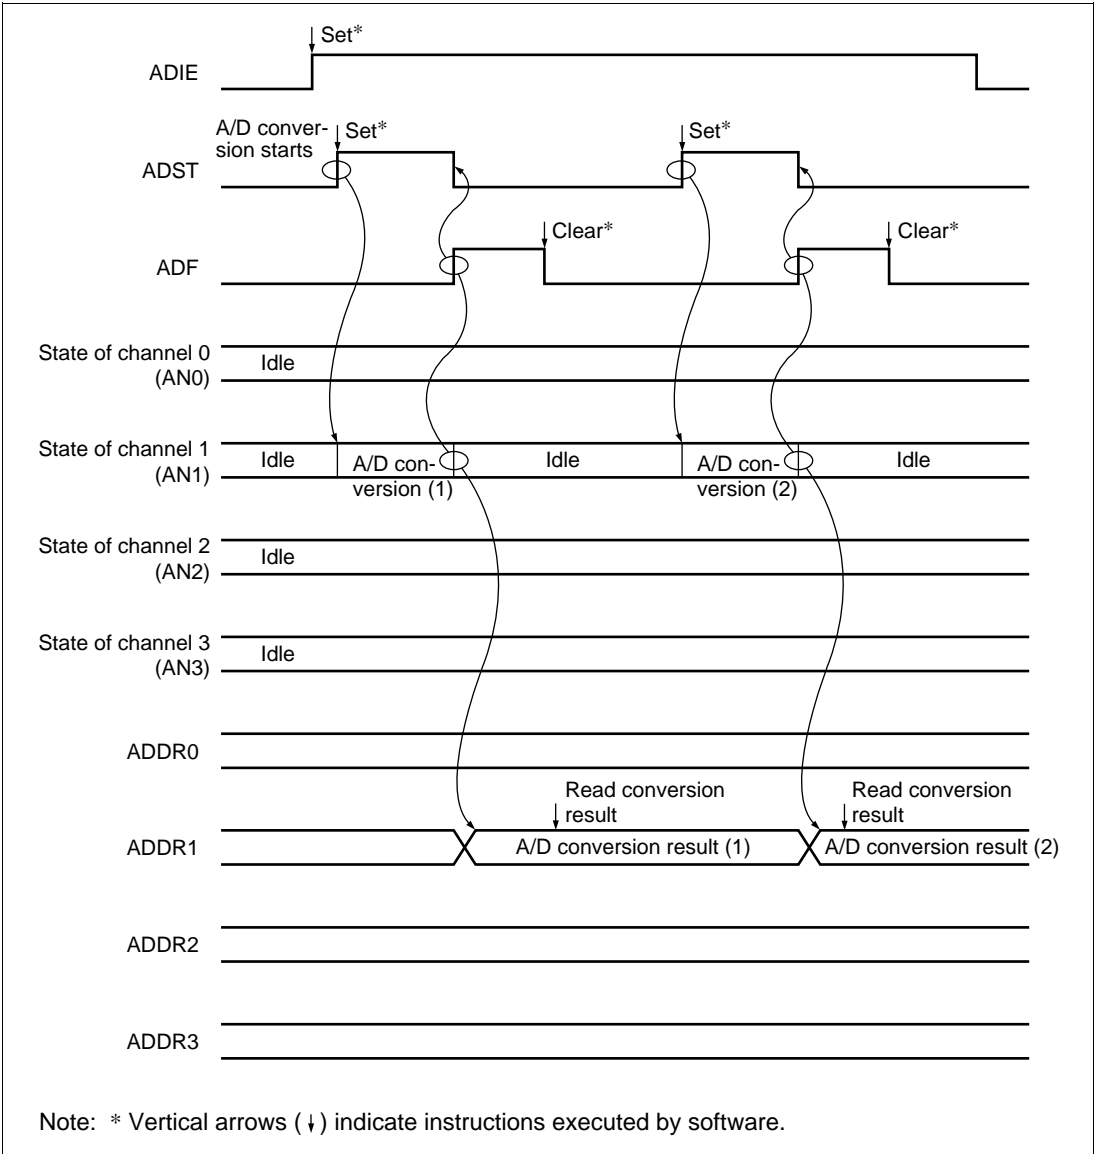 Set*
ADIE
A/D conver-
sion starts
Set*
Set*
ADST
Clear*
Clear*
ADF
State of channel 0
(AN0)
Idle
State of channel 1
(AN1)
Idle
A/D con-
version (1)
Idle
A/D con-
version (2)
Idle
State of channel 2
(AN2)
Idle
State of channel 3
(AN3)
Idle
ADDR0
Read conversion
result
Read conversion
result
ADDR1
A/D conversion result (1)
A/D conversion result (2)
ADDR2
ADDR3
Note: * Vertical arrows (↓) indicate instructions executed by software.